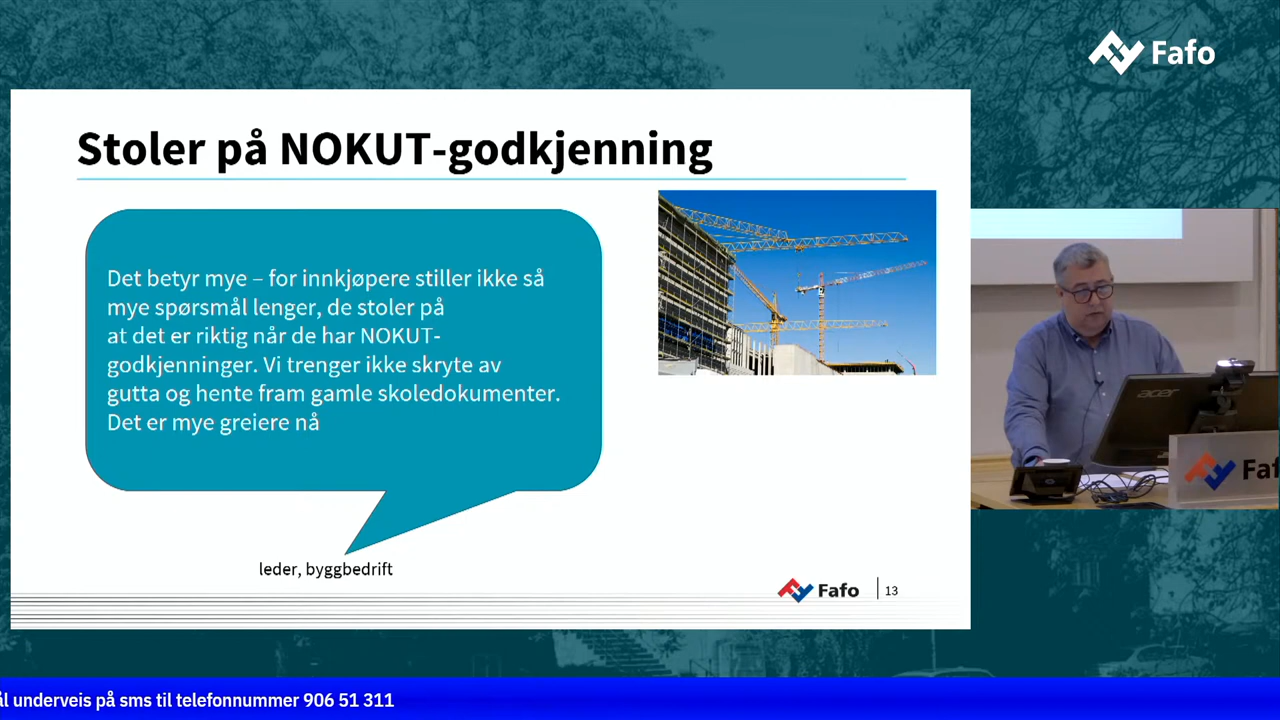 Fafo
Stoler på NOKUT-godkjenning
Det betyr mye – for innkjøpere stiller ikke så
mye spørsmål lenger, de stoler på
at det er riktig når de har NOKUT-
godkjenninger. Vi trenger ikke skryte av
gutta og hente fram gamle skoledokumenter.
Det er mye greiere nå
leder, byggbedrift
Fafo
13
acer
Faf
ål underveis på sms til telefonnummer 906 51 311